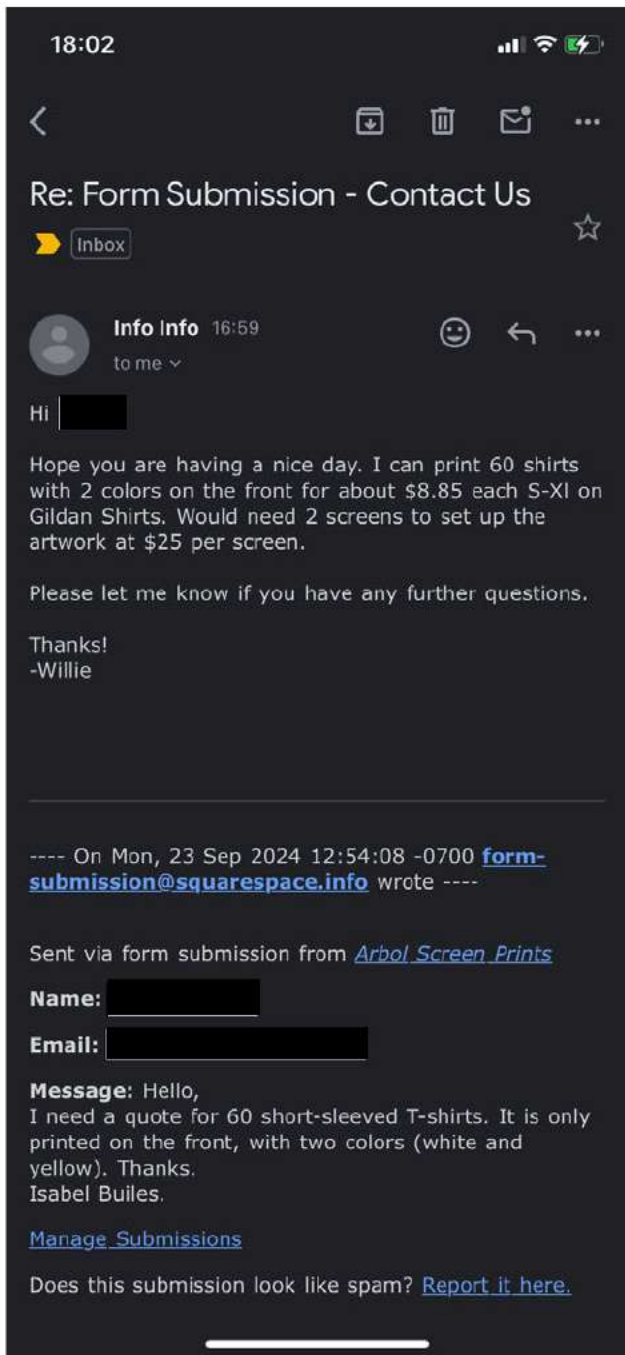 18:02
Re: Form Submission - Contact Us
Inbox
Info Info 16:59
to me
Hi
Hope you are having a nice day. I can print 60 shirts
with 2 colors on the front for about $8.85 each S-Xl on
Gildan Shirts. Would need 2 screens to set up the
artwork at $25 per screen.
Please let me know if you have any further questions.
Thanks!
-Willie
---- On Mon, 23 Sep 2024 12:54:08 -0700 form-
submission@squarespace.info wrote ----
Sent via form submission from Arbol Screen Prints
Name:
Email:
Message: Hello,
I need a quote for 60 short-sleeved T-shirts. It is only
printed on the front, with two colors (white and
yellow). Thanks.
Isabel Builes.
Manage Submissions
Does this submission look like spam? Report it here.